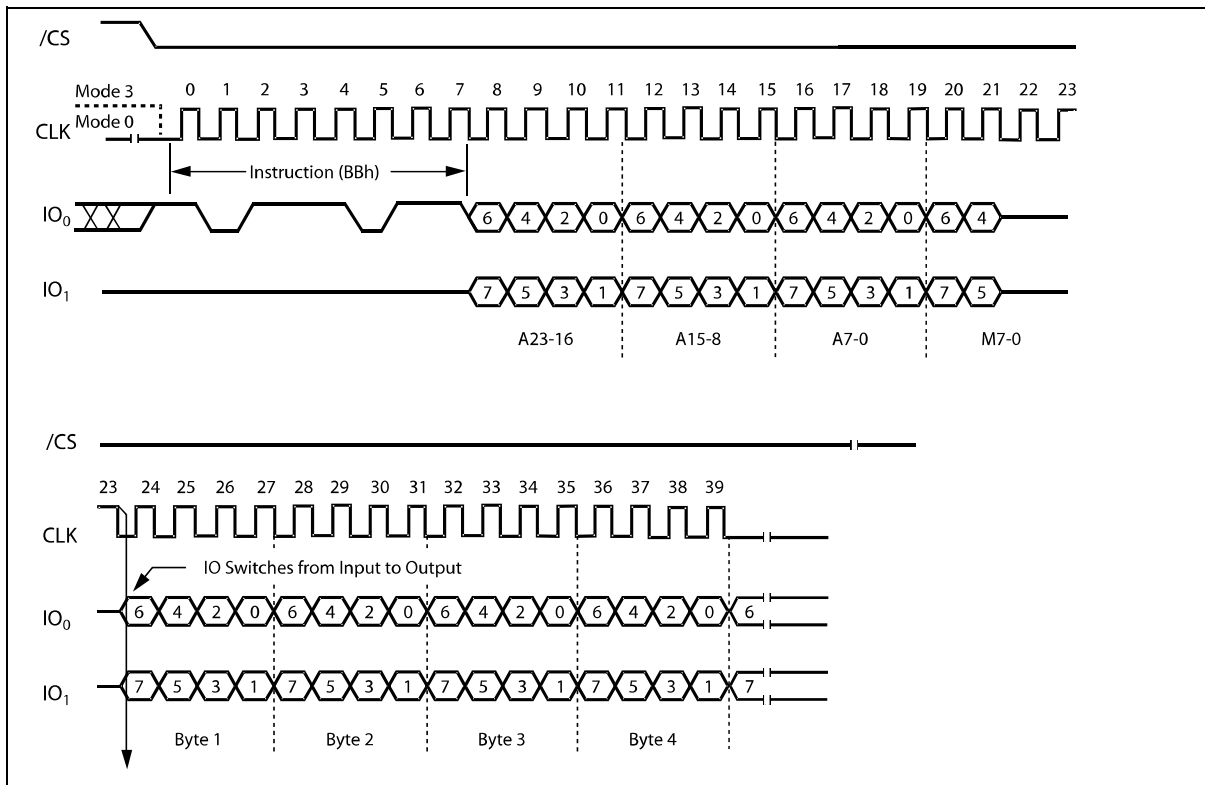 /CS
Mode 3
0 1 2 3 4 5 6 7 8 9 10 11 12 13 14 15 16 17 18 19 20 21 22 23
Mode 0
CLK
Instruction (BBh)
IO0 6 4 2 0 6 4 2 0 6 4 2 0 6 4
IO1 7 5 3 1 7 5 3 1 7 5 3 1 7 5
A23-16 A15-8 A7-0 M7-0
/CS
23 24 25 26 27 28 29 30 31 32 33 34 35 36 37 38 39
CLK
IO Switches from Input to Output
IO0 6 4 2 0 6 4 2 0 6 4 2 0 6 4 2 0 6
IO1 7 5 3 1 7 5 3 1 7 5 3 1 7 5 3 1 7
Byte 1 Byte 2 Byte 3 Byte 4